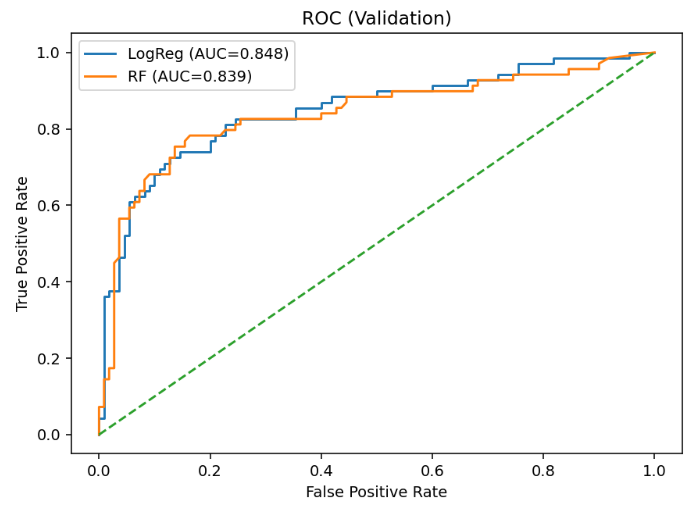 ROC (Validation)
LogReg (AUC=0.848)
RF (AUC=0.839)
True Positive Rate
1.0
0.8
0.6
0.4
0.2
0.0
0.0 0.2 0.4 0.6 0.8 1.0
False Positive Rate